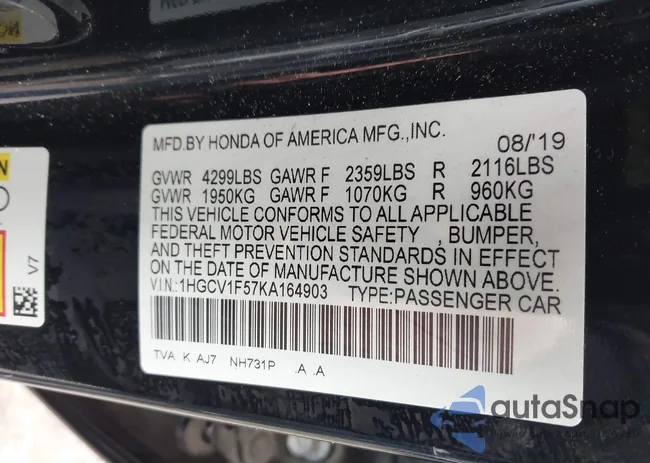 MFD.BY HONDA OF AMERICA MFG.,INC. 08/'19
GVWR 4299LBS GAWR F 2359LBS R 2116LBS
GVWR 1950KG GAWR F 1070KG R 960KG
THIS VEHICLE CONFORMS TO ALL APPLICABLE
FEDERAL MOTOR VEHICLE SAFETY , BUMPER,
AND THEFT PREVENTION STANDARDS IN EFFECT
ON THE DATE OF MANUFACTURE SHOWN ABOVE.
V.I.N.:1HGCV1F57KA164903 TYPE:PASSENGER CAR
TVA K AJ7 NH731P .A .A
V7
autaSnap